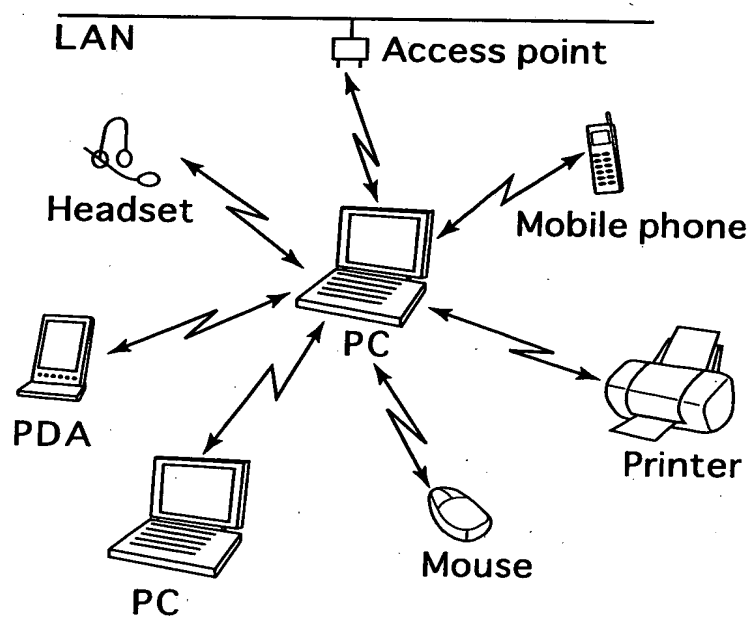 LAN
Access point
Headset
Mobile phone
PC
PDA
Printer
PC
Mouse